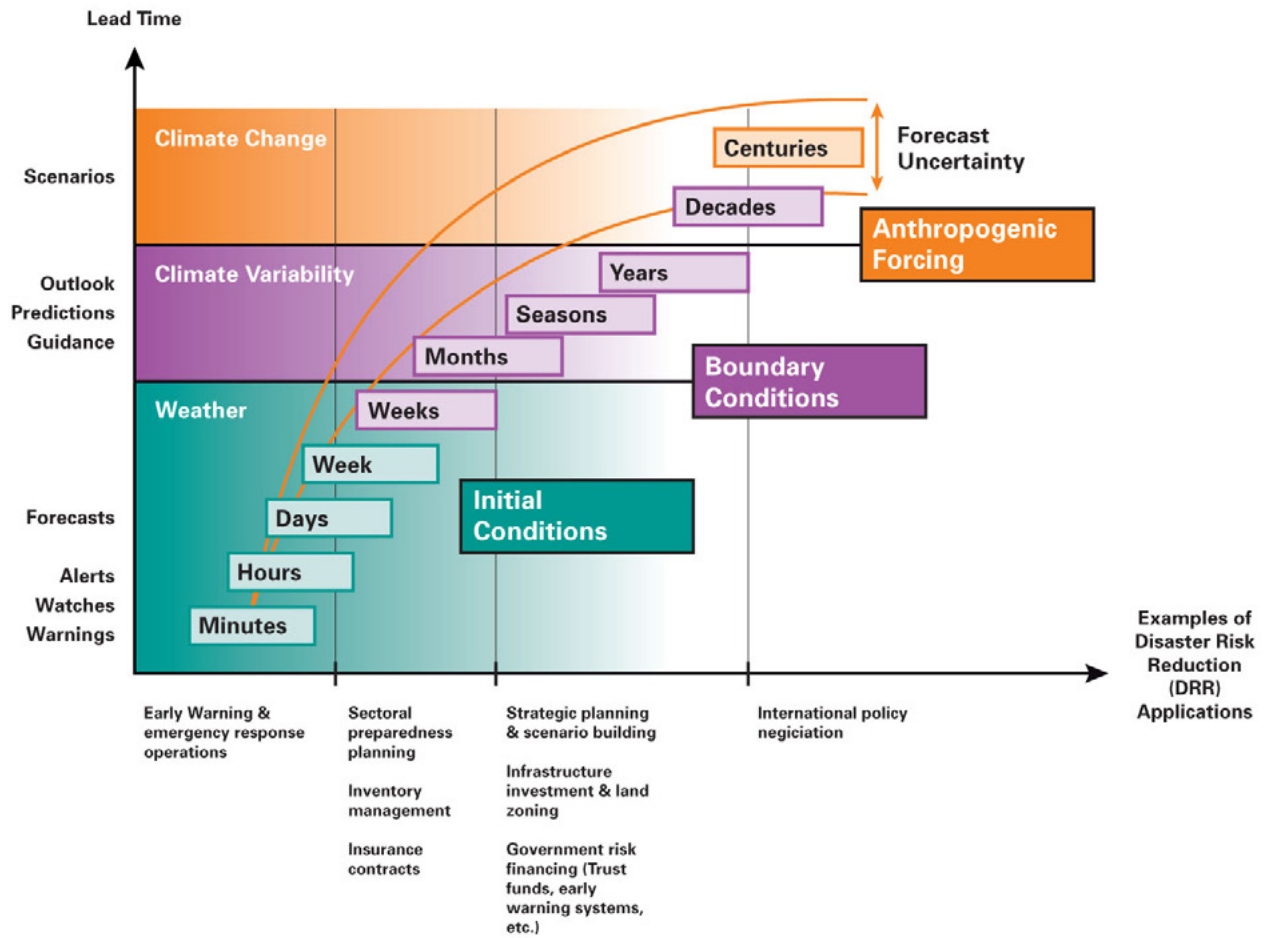 Lead Time
Climate Change
Centuries
Forecast
Uncertainty
Scenarios
Decades
Anthropogenic
Forcing
Climate Variability
Outlook
Predictions
Guidance
Years
Seasons
Months
Boundary
Conditions
Weather
Weeks
Week
Initial
Conditions
Forecasts
Days
Alerts
Watches
Warnings
Hours
Minutes
Examples of
Disaster Risk
Reduction
(DRR)
Applications
Early Warning &
emergency response
operations
Sectoral
preparedness
planning
Inventory
management
Insurance
contracts
Strategic planning
& scenario building
Infrastructure
investment & land
zoning
Government risk
financing (Trust
funds, early
warning systems,
etc.)
International policy
negiciation